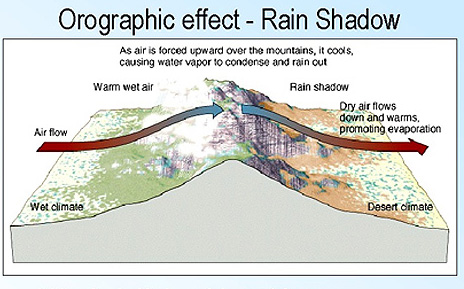 Orographic effect - Rain Shadow
As air is forced upward over the mountains, it cools,
causing water vapor to condense and rain out
Warm wet air
Rain shadow
Dry air flows
down and warms,
promoting evaporation
Air flow
Wet climate
Desert climate